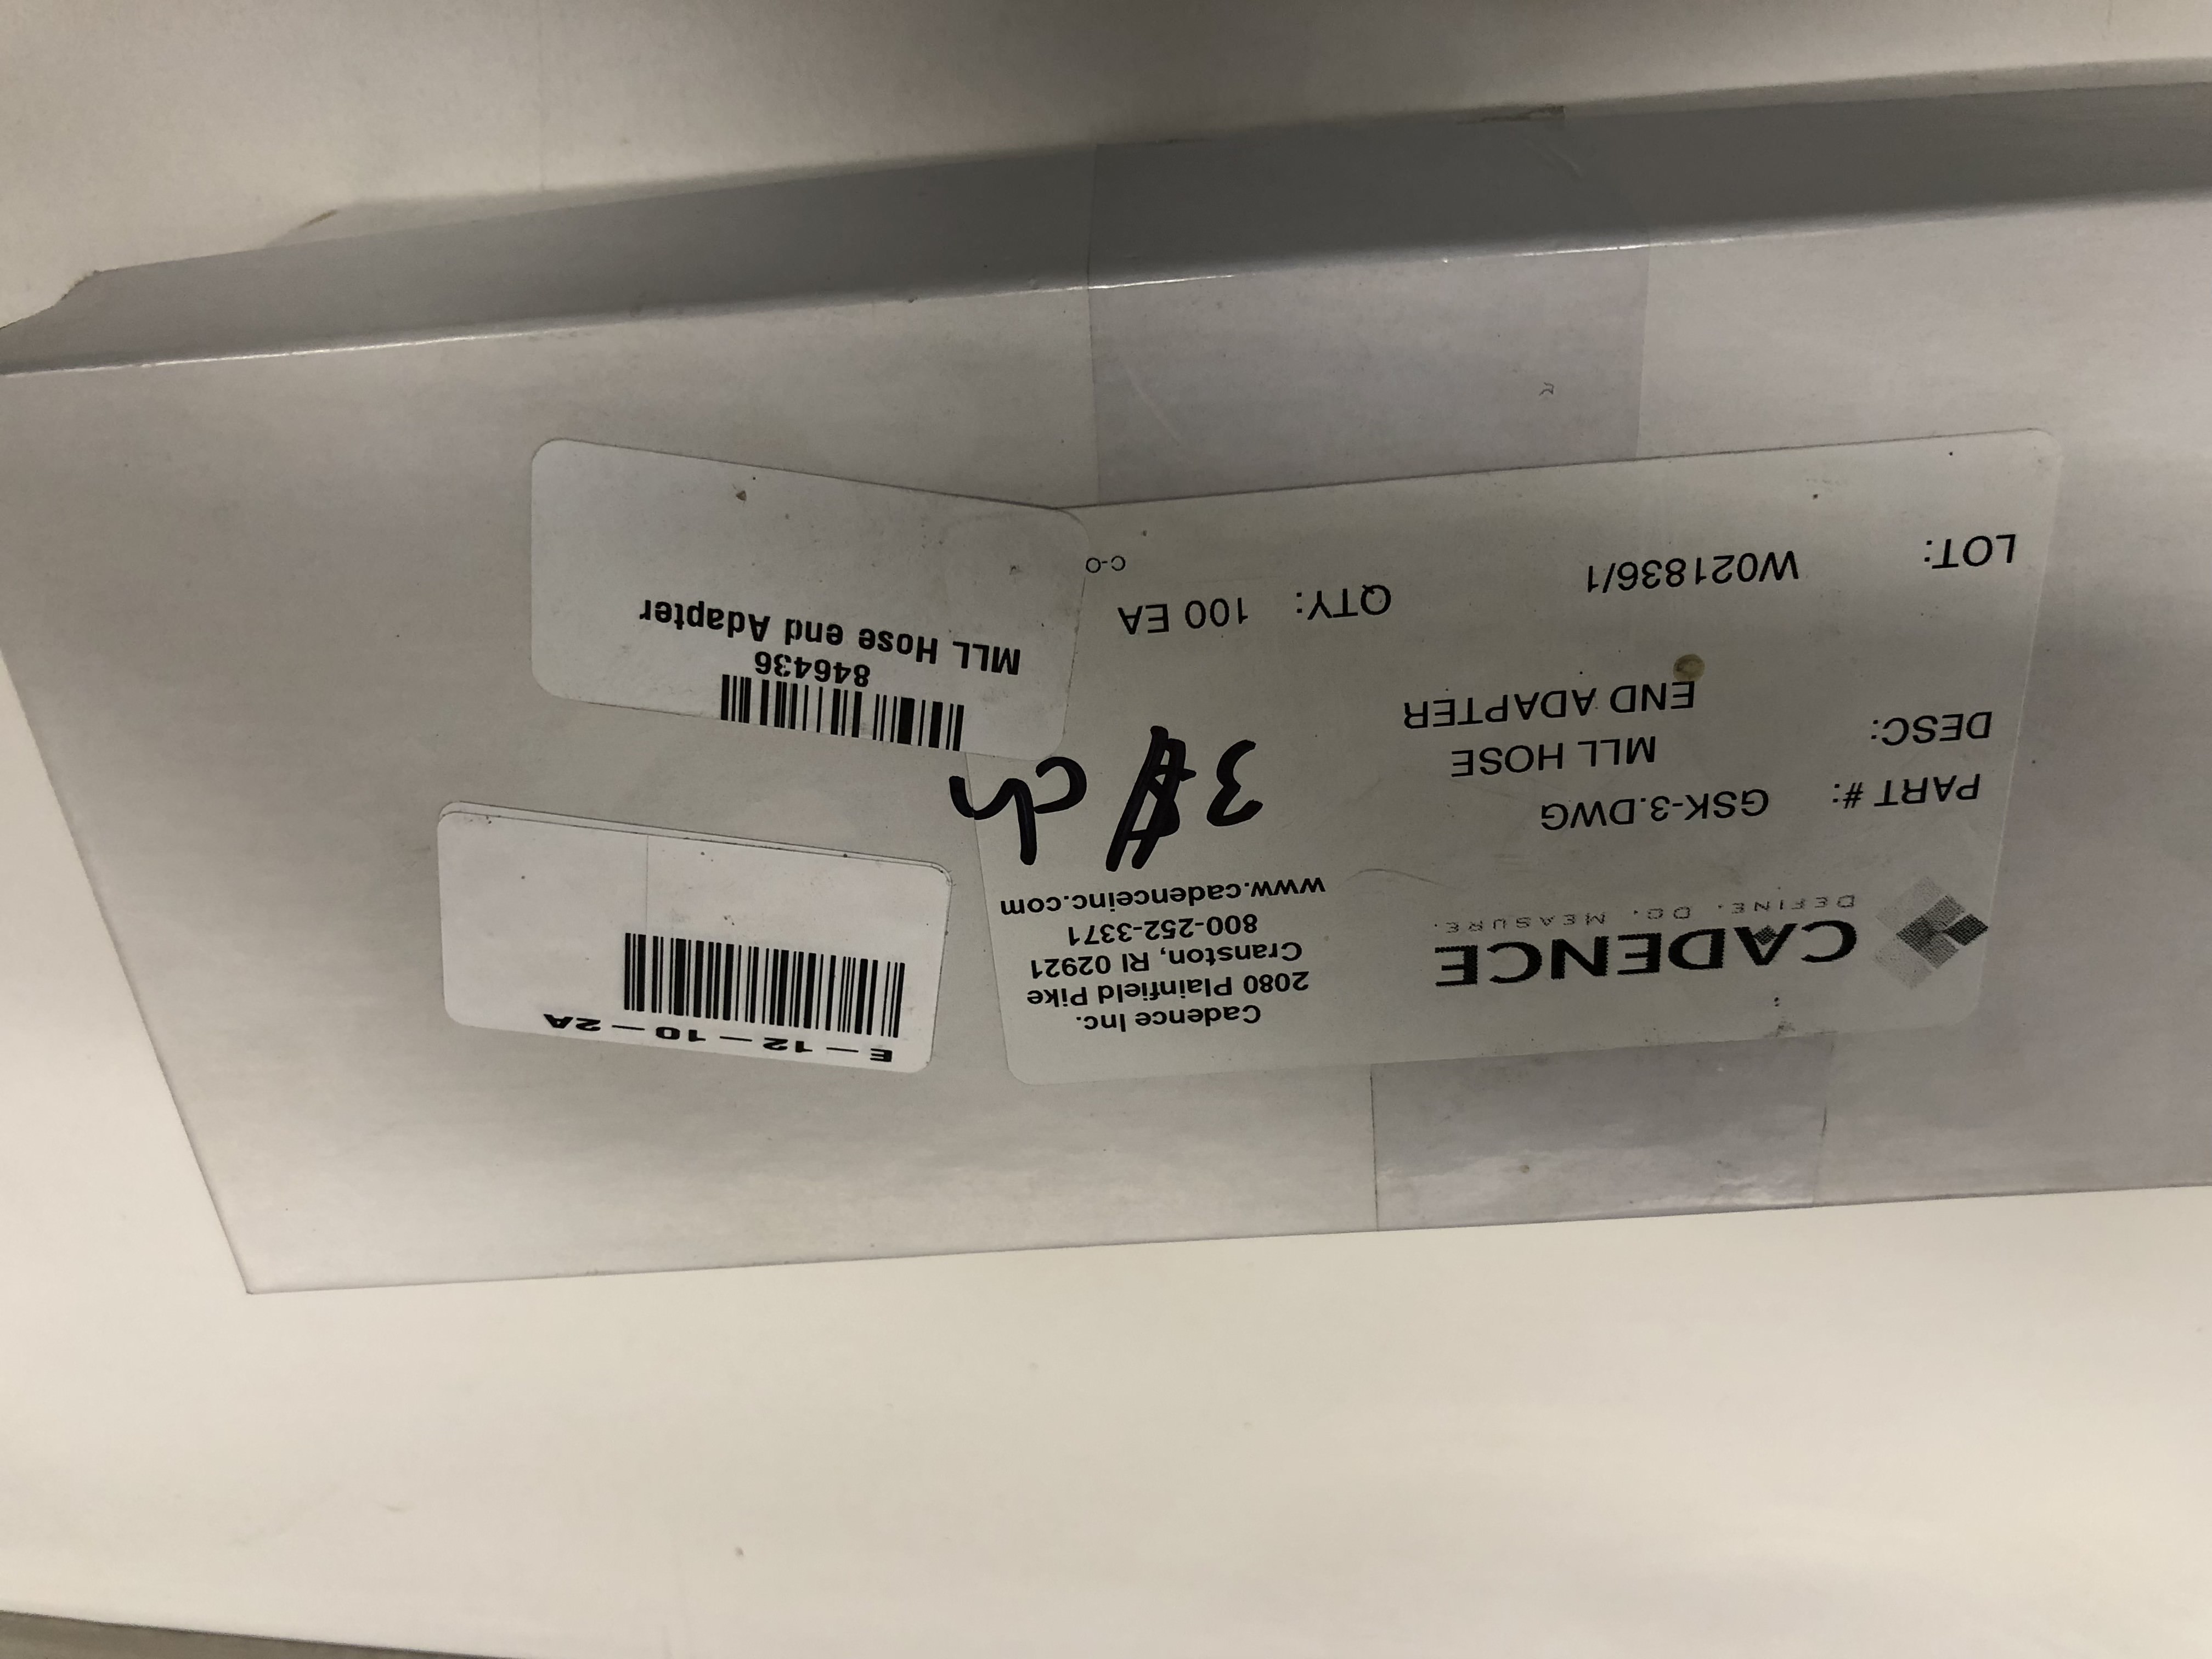 CADENCE
DEFINE. DO. MEASURE.
Cadence Inc.
2080 Plainfield Pike
Cranston, RI 02921
800-252-3371
www.cadenceinc.com
PART #: GSK-3.DWG
DESC: MLL HOSE
END ADAPTER
LOT: W021836/1 QTY: 100 EA
C-O
E-12-10-2A
846436
MLL Hose end Adapter